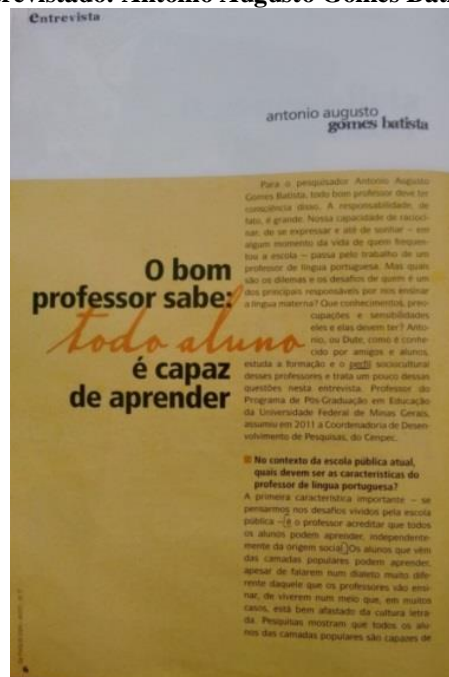 entrevista
antonio augusto
gomes batista
O bom
professor sabe:
todo aluno
é capaz
de aprender
Para o pesquisador Antonio Augusto
Gomes Batista, todo bom professor deve ter
consciência disso. A responsabilidade, de
fato, é grande. Nossa capacidade de racioci-
nar, de se expressar e até de sonhar – em
algum momento da vida de quem frequen-
tou a escola – passa pelo trabalho de um
professor de língua portuguesa. Mas quais
são os dilemas e os desafios de quem é um
dos principais responsáveis por nos ensinar
a língua materna? Que conhecimentos, preo-
cupações e sensibilidades
eles e elas devem ter? Anto-
nio, ou Dute, como é conhe-
cido por amigos e alunos,
estuda a formação e o perfil sociocultural
desses professores e trata um pouco dessas
questões nesta entrevista. Professor do
Programa de Pós-Graduação em Educação
da Universidade Federal de Minas Gerais,
assumiu em 2011 a Coordenadoria de Desen-
volvimento de Pesquisas, do Cenpec.
No contexto da escola pública atual,
quais devem ser as características do
professor de língua portuguesa?
A primeira característica importante – se
pensarmos nos desafios vividos pela escola
pública – é o professor acreditar que todos
os alunos podem aprender, independente-
mente da origem social. Os alunos que vêm
das camadas populares podem aprender,
apesar de falarem num dialeto muito dife-
rente daquele que os professores vão ensi-
nar, de viverem num meio que, em muitos
casos, está bem afastado da cultura letra-
da. Pesquisas mostram que todos os alu-
nos das camadas populares são capazes de